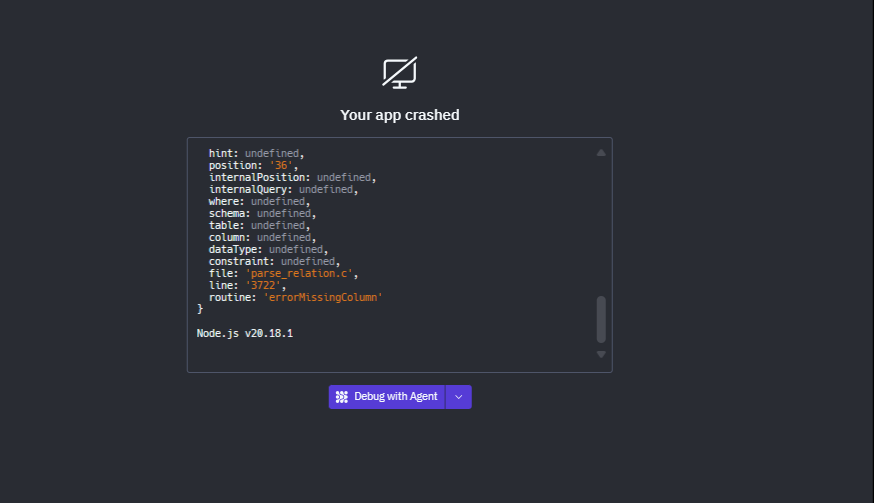 Your app crashed
hint: undefined,
position: '36',
internalPosition: undefined,
internalQuery: undefined,
where: undefined,
schema: undefined,
table: undefined,
column: undefined,
dataType: undefined,
constraint: undefined,
file: 'parse_relation.c',
line: '3722',
routine: 'errorMissingColumn'
}
Node.js v20.18.1
Debug with Agent